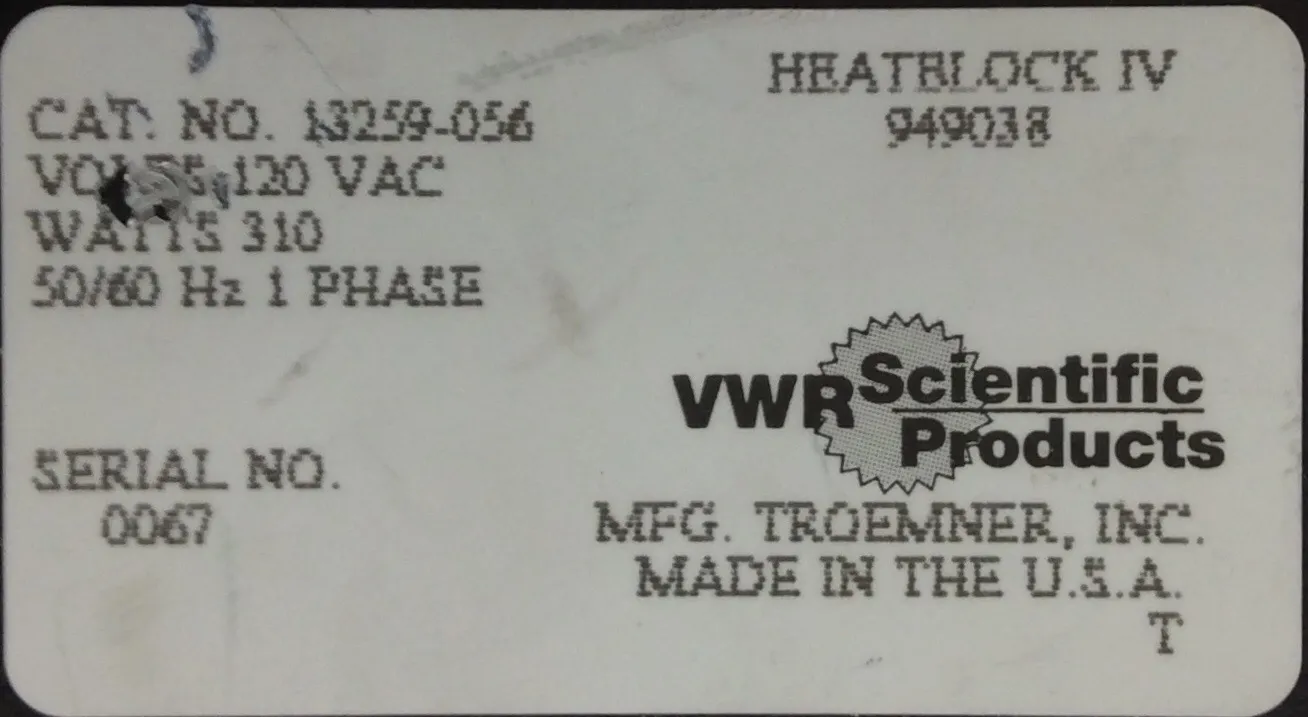 HEATBLOCK IV
949038
CAT. NO. 13259-056
VOLTS 120 VAC
WATTS 310
50/60 Hz 1 PHASE
VWR Scientific
Products
SERIAL NO.
0067
MFG. TROEMNER, INC.
MADE IN THE U.S.A.
T